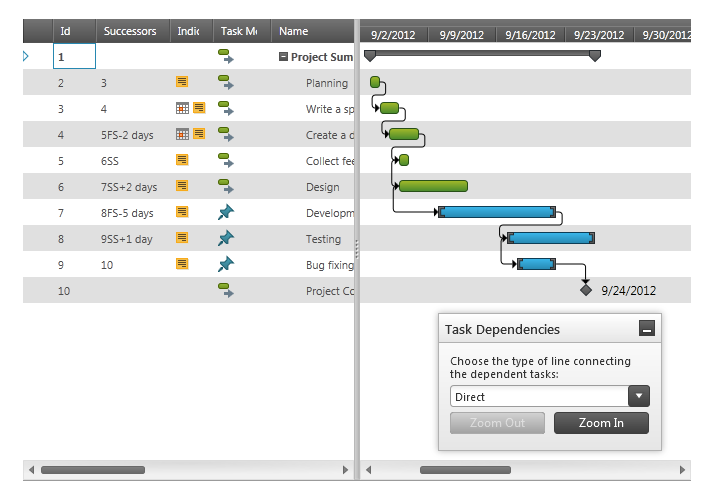 Id Successors Indic Task Mo Name 9/2/2012 9/9/2012 9/16/2012 9/23/2012 9/30/2012
1 Project Sum
2 3 Planning
3 4 Write a sp
4 5FS-2 days Create a d
5 6SS Collect fee
6 7SS+2 days Design
7 8FS-5 days Developm
8 9SS+1 day Testing
9 10 Bug fixing
10 Project Co 9/24/2012
Task Dependencies
Choose the type of line connecting
the dependent tasks:
Direct
Zoom Out Zoom In